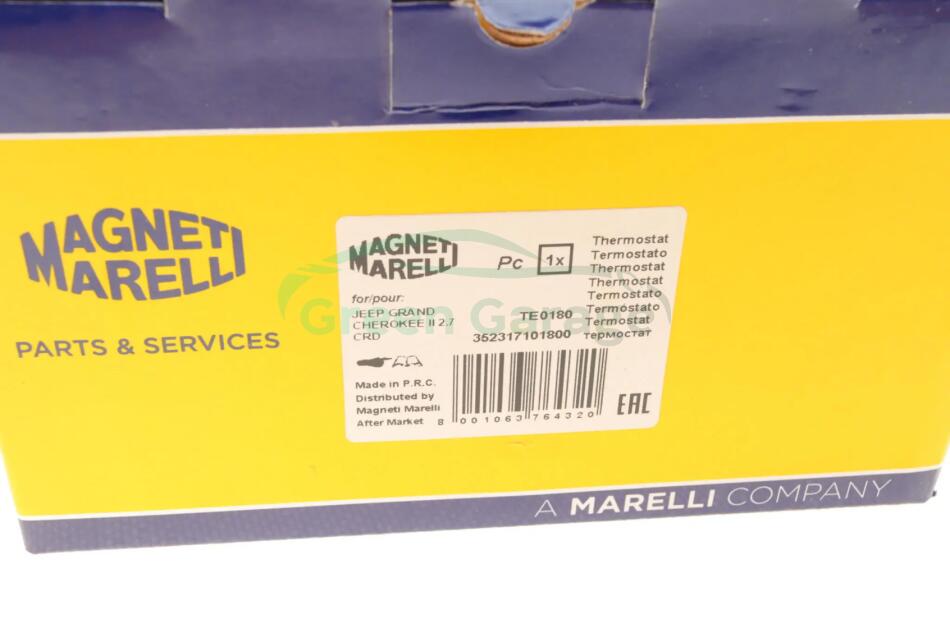 MAGNETI
MARELLI
PARTS & SERVICES
MAGNETI
MARELLI
Pc 1x
for/pour:
JEEP GRAND
CHEROKEE II 2.7
CRD
Thermostat
Termostato
Thermostat
Thermostat
Termostato
Termostato
Termostat
термостат
TE0180
352317101800
Green Garage
Made in P.R.C.
Distributed by
Magneti Marelli
After Market
8 001063 764320
EAC
A MARELLI COMPANY